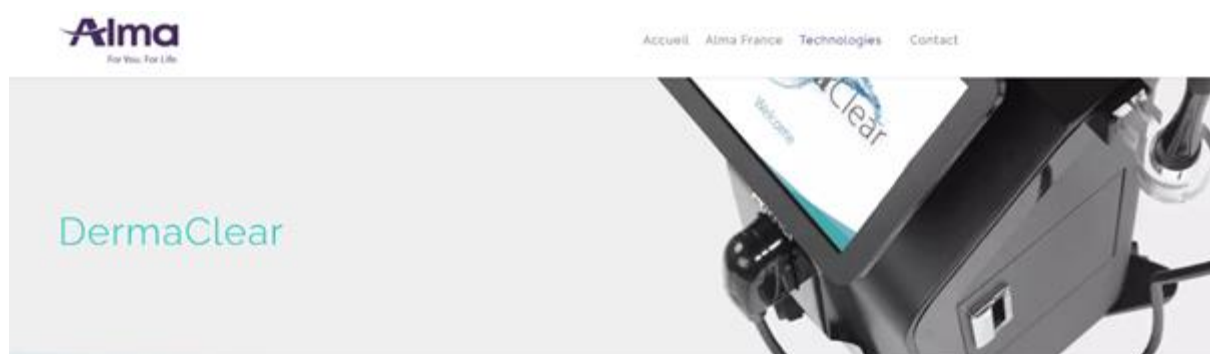 Alma
For You. For Life.
Accueil Alma France Technologies Contact
Clear
Welcome
DermaClear